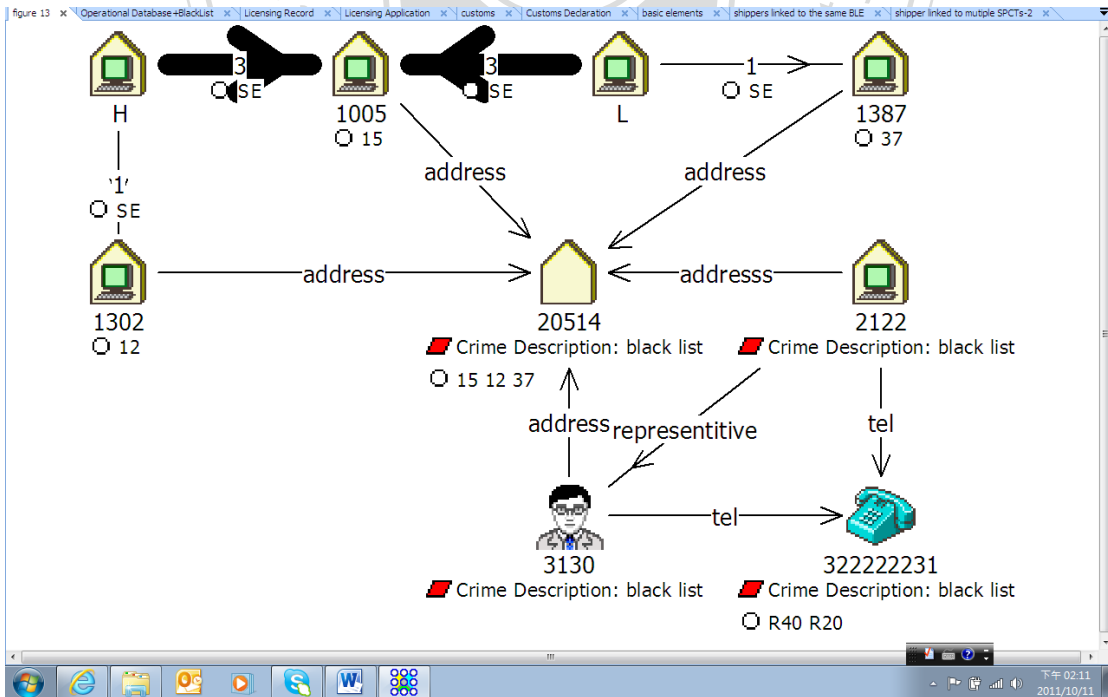 figure 13 x Operational Database+BlackList x Licensing Record x Licensing Application x customs x Customs Declaration x basic elements x shippers linked to the same BLE x shipper linked to mutiple SPCTs-2 x
3 3 1
SE SE SE
H 1005 L 1387
15 37
address address
'1'
SE
address addresss
1302 20514 2122
12 Crime Description: black list Crime Description: black list
15 12 37
address representitive tel
tel
3130 322222231
Crime Description: black list Crime Description: black list
R40 R20
下午 02:11
2011/10/11